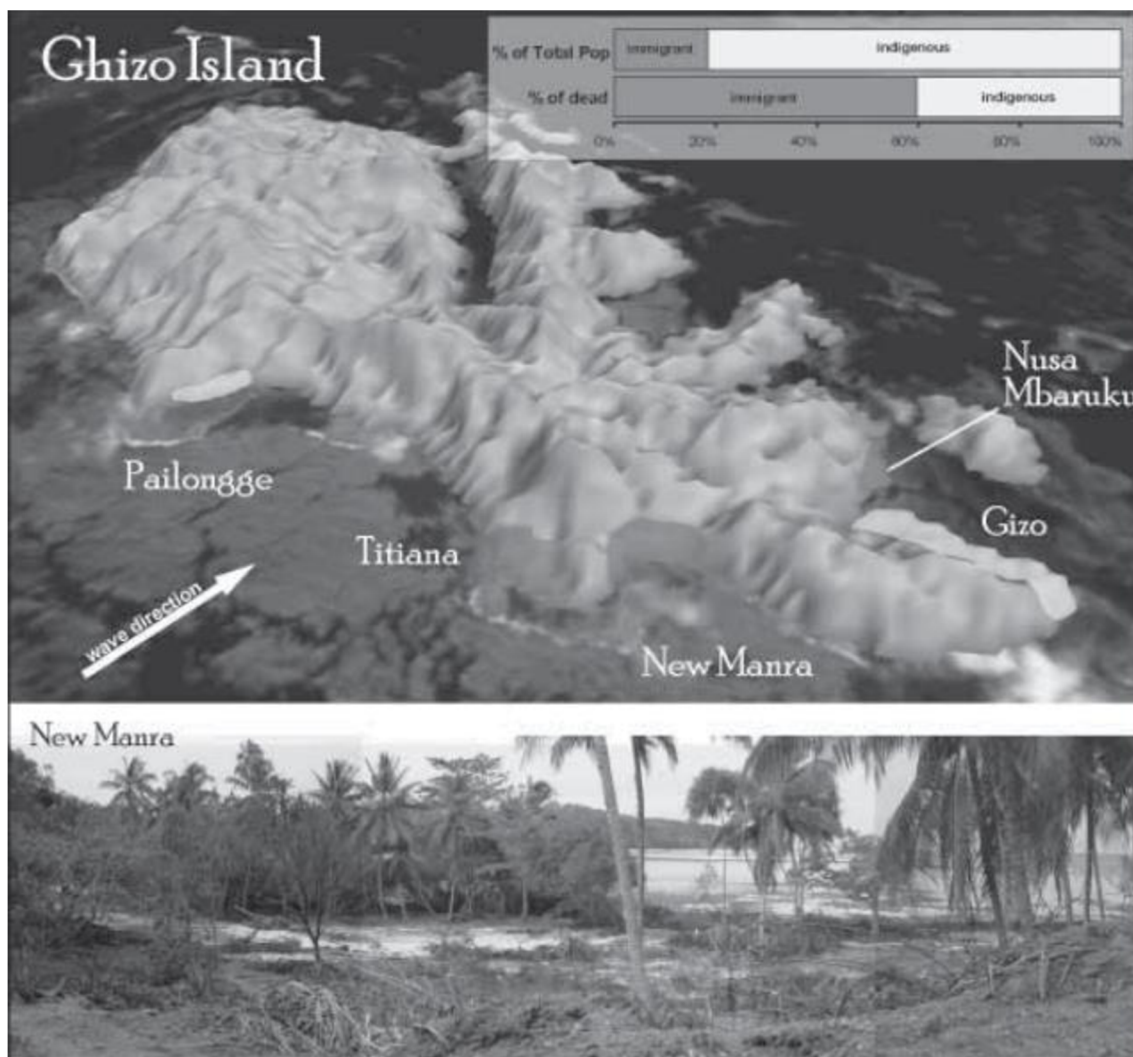 Ghizo Island
% of Total Pop
immigrant
indigenous
% of dead
immigrant
indigenous
0%
20%
40%
60%
80%
100%
Nusa
Mbaruku
Pailongge
Gizo
Titiana
wave direction
New Manra
New Manra